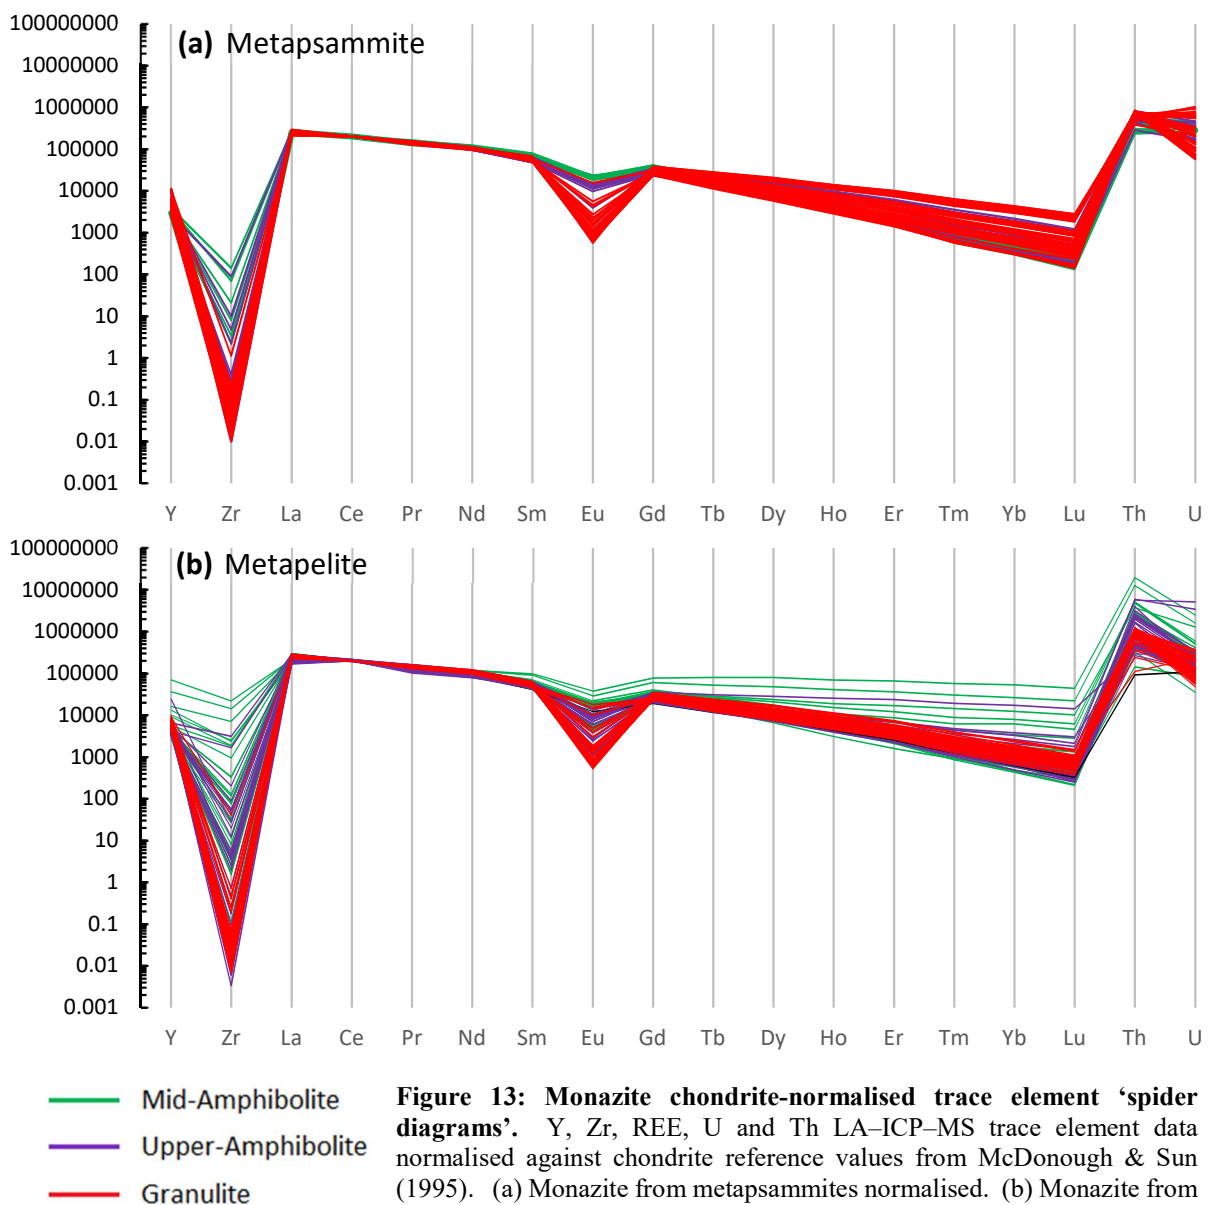 100000000
(a) Metapsammite
10000000
1000000
100000
10000
1000
100
10
1
0.1
0.01
0.001
Y Zr La Ce Pr Nd Sm Eu Gd Tb Dy Ho Er Tm Yb Lu Th U
100000000
(b) Metapelite
10000000
1000000
100000
10000
1000
100
10
1
0.1
0.01
0.001
Y Zr La Ce Pr Nd Sm Eu Gd Tb Dy Ho Er Tm Yb Lu Th U
Mid-Amphibolite
Upper-Amphibolite
Granulite
Figure 13: Monazite chondrite-normalised trace element ‘spider
diagrams’. Y, Zr, REE, U and Th LA–ICP–MS trace element data
normalised against chondrite reference values from McDonough & Sun
(1995). (a) Monazite from metapsammites normalised. (b) Monazite from